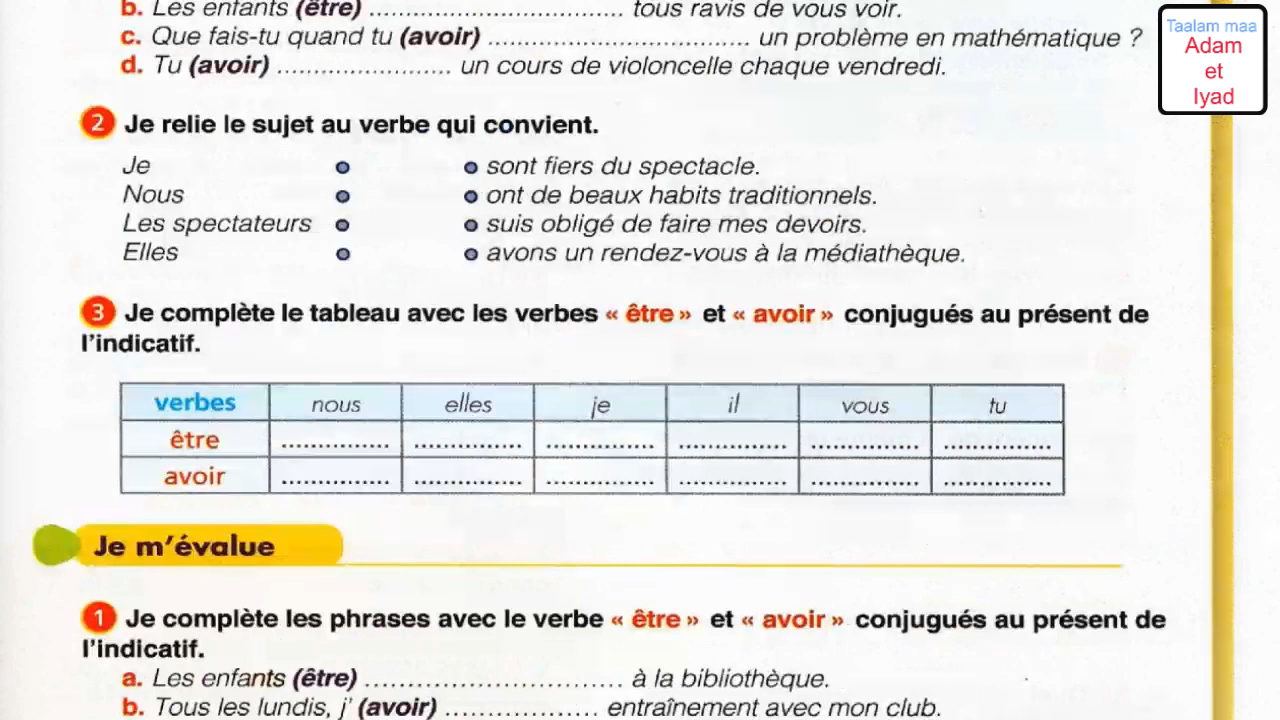 b. Les enfants (être) ................................ tous ravis de vous voir.
c. Que fais-tu quand tu (avoir) ................................. un problème en mathématique ?
d. Tu (avoir) ...................... un cours de violoncelle chaque vendredi.
Taalam maa
Adam
et
Iyad
2 Je relie le sujet au verbe qui convient.
Je sont fiers du spectacle.
Nous ont de beaux habits traditionnels.
Les spectateurs suis obligé de faire mes devoirs.
Elles avons un rendez-vous à la médiathèque.
3 Je complète le tableau avec les verbes « être » et « avoir » conjugués au présent de
l'indicatif.
verbes nous elles je il vous tu
être .............. .............. .............. .............. .............. ..............
avoir .............. .............. .............. .............. .............. ..............
Je m'évalue
1 Je complète les phrases avec le verbe « être » et « avoir » conjugués au présent de
l'indicatif.
a. Les enfants (être) ................................. à la bibliothèque.
b. Tous les lundis, j' (avoir) ................... entraînement avec mon club.